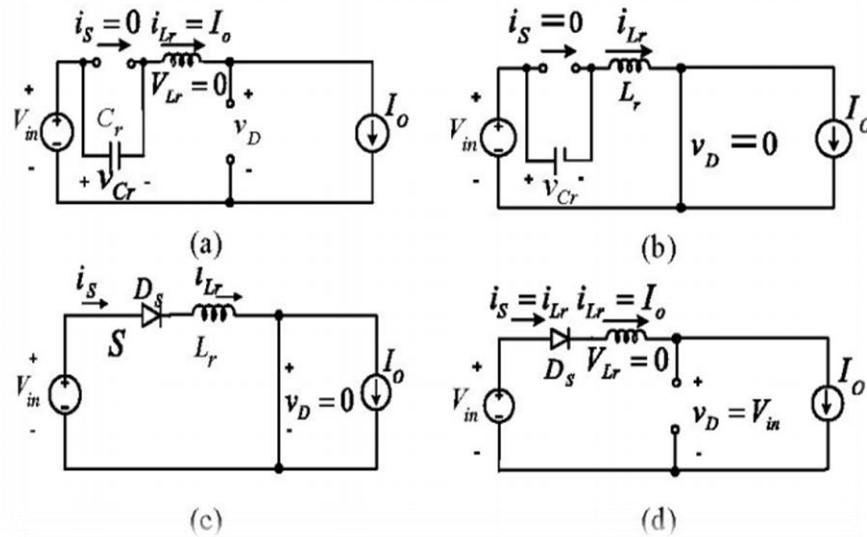 i_S = 0 i_Lr = I_o
V_Lr = 0
+ V_in -
C_r
+ v_Cr -
+ v_D -
I_o
(a)
i_S = 0 i_Lr
L_r
+ V_in -
+ v_Cr -
v_D = 0
I_o
(b)
i_S D_s i_Lr
S L_r
+ V_in -
+ v_D = 0 -
I_o
(c)
i_S = i_Lr i_Lr = I_o
D_S V_Lr = 0
+ V_in -
+ v_D = V_in -
I_o
(d)